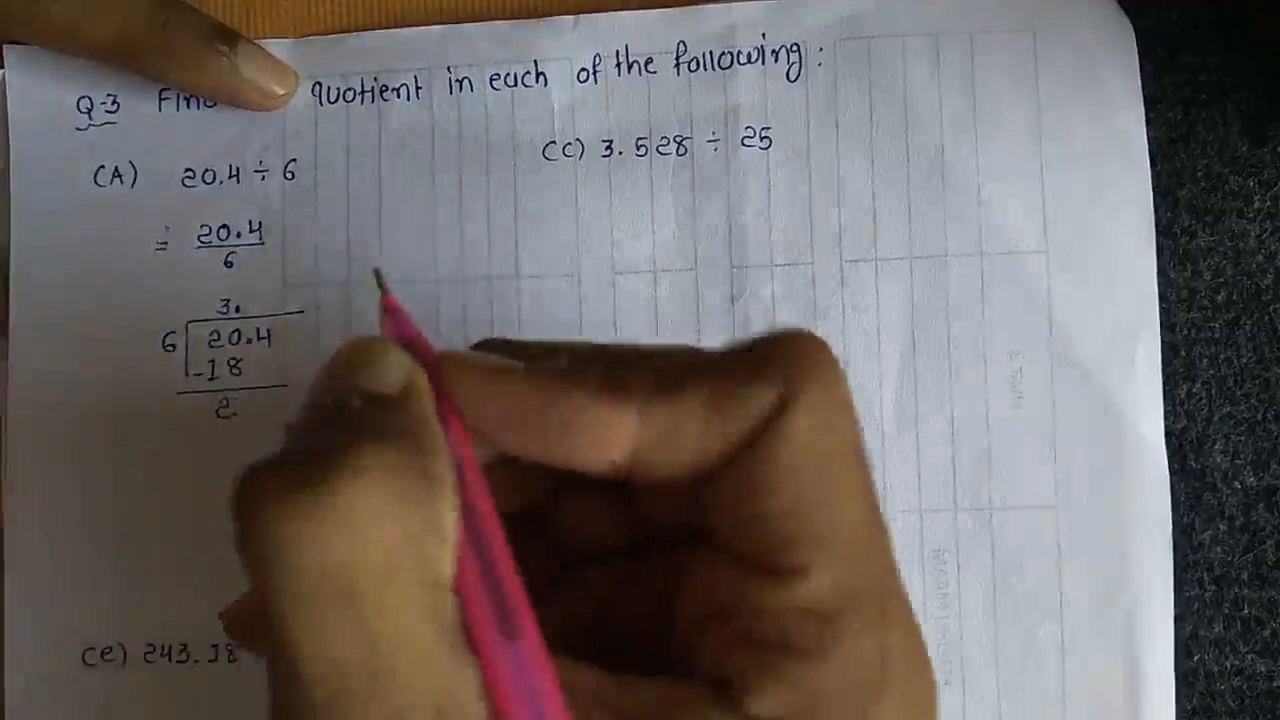 Q-3 Find quotient in each of the following :
(A) 20.4 ÷ 6
= 20.4
6
3.
6 20.4
-18
2
(C) 3.528 ÷ 25
(e) 243.18